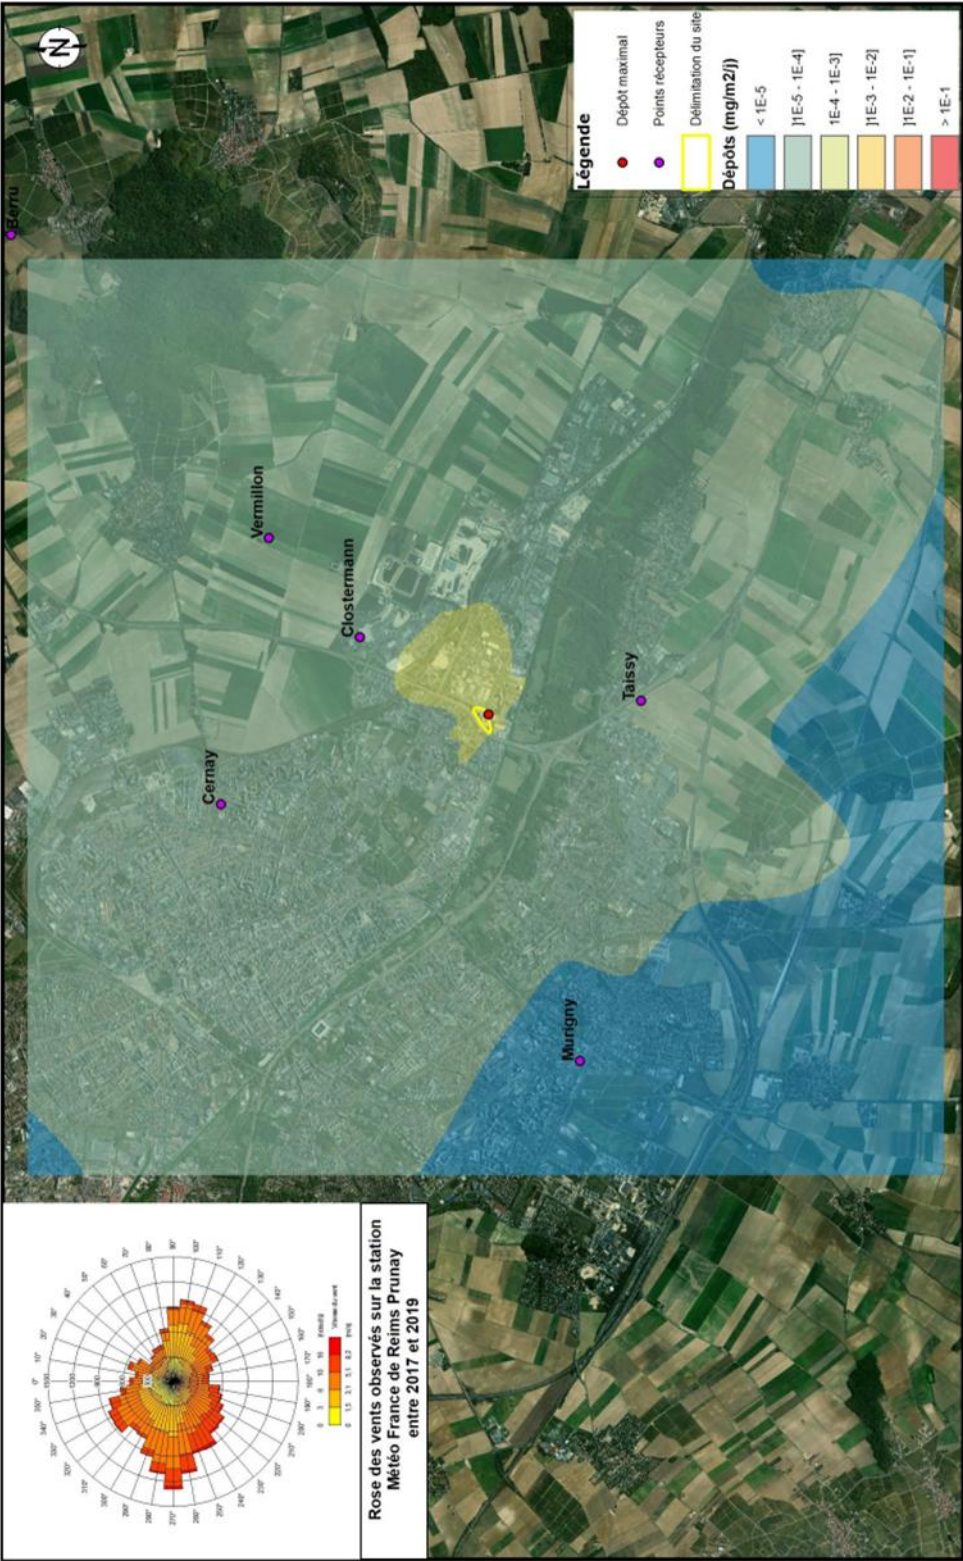 N
Berru
Vermillon
Clostermann
Cernay
Taissy
Murigny
Légende
Dépôt maximal
Points récepteurs
Délimitation du site
Dépôts (mg/m2/j)
< 1E-5
]1E-5 - 1E-4]
1E-4 - 1E-3]
]1E-3 - 1E-2]
]1E-2 - 1E-1]
> 1E-1
Rose des vents observés sur la station
Météo France de Reims Prunay
entre 2017 et 2019